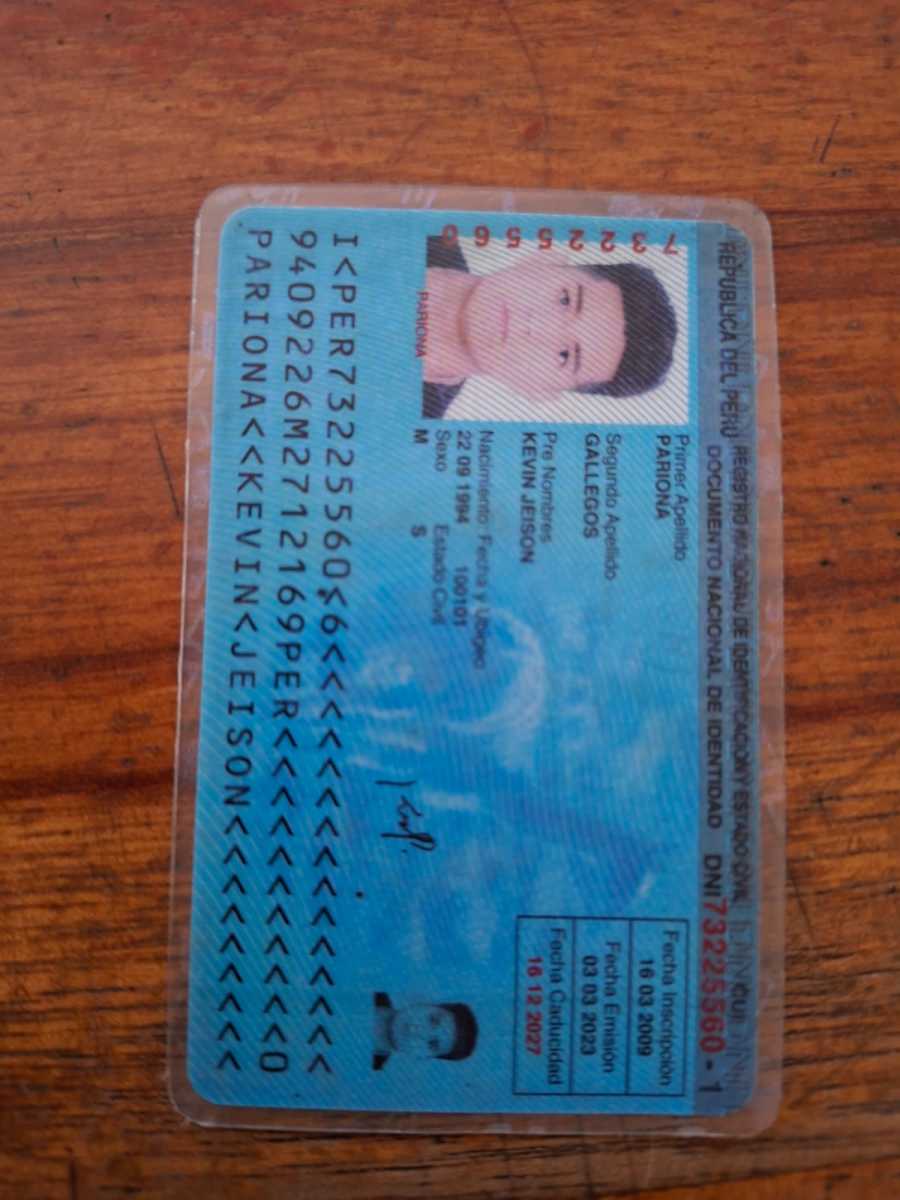 REPUBLICA DEL PERU REGISTRO NACIONAL DE IDENTIFICACION Y ESTADO CIVIL
DOCUMENTO NACIONAL DE IDENTIDAD DNI 73225560 - 1
73225560
PARIONA
Primer Apellido
PARIONA
Segundo Apellido
GALLEGOS
Pre Nombres
KEVIN JEISON
Nacimiento: Fecha y Ubigeo
22 09 1994 100101
Sexo Estado Civil
M S
Fecha Inscripción
16 03 2009
Fecha Emisión
03 03 2023
Fecha Caducidad
16 12 2027
I<PER73225560<6<<<<<<<<<<<<<<<
9409226M2712169PER<<<<<<<<<<<0
PARIONA<<KEVIN<JEISON<<<<<<<<<